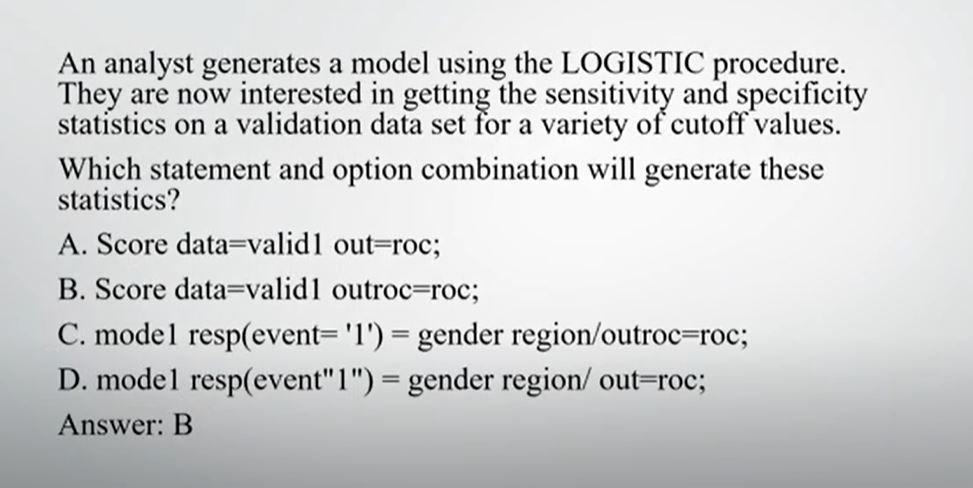 An analyst generates a model using the LOGISTIC procedure.
They are now interested in getting the sensitivity and specificity
statistics on a validation data set for a variety of cutoff values.
Which statement and option combination will generate these
statistics?
A. Score data=valid1 out=roc;
B. Score data=valid1 outroc=roc;
C. mode1 resp(event= '1') = gender region/outroc=roc;
D. mode1 resp(event"1") = gender region/ out=roc;
Answer: B